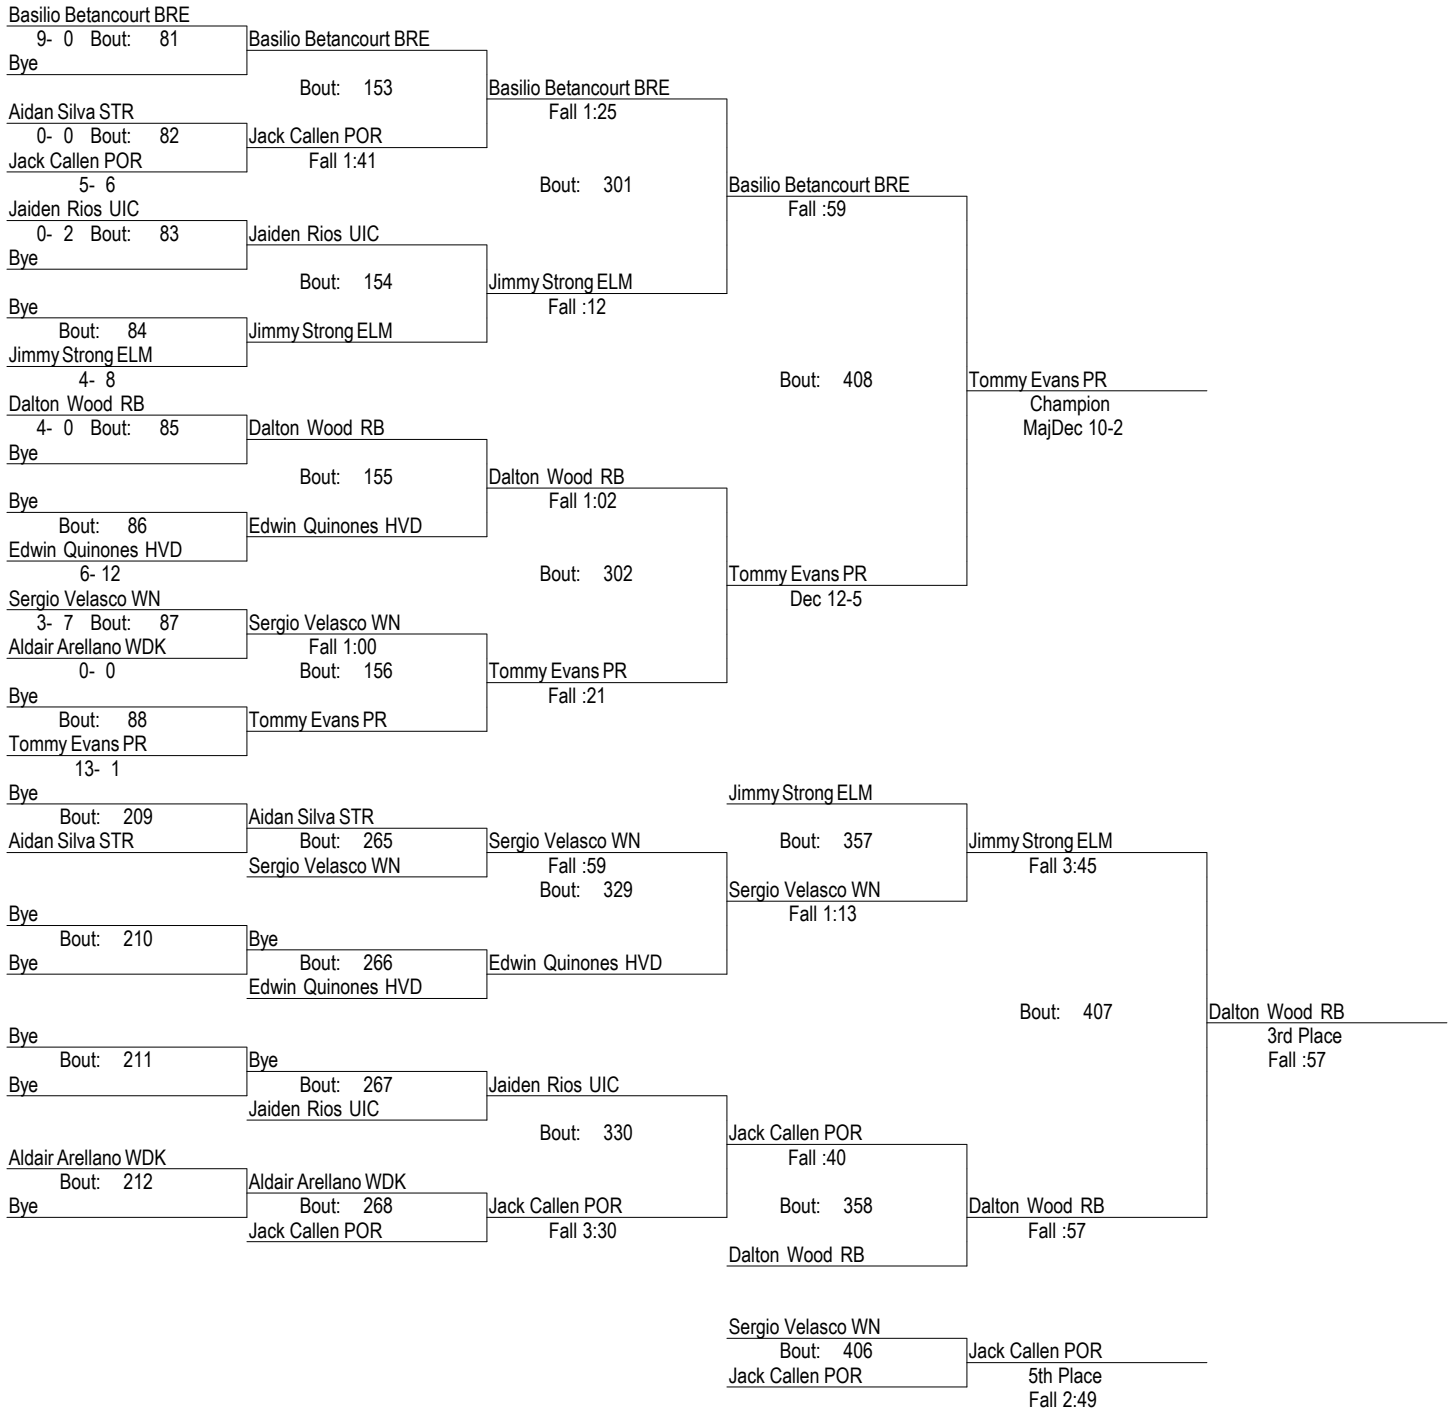 Basilio Betancourt BRE
9- 0 Bout: 81 Basilio Betancourt BRE
Bye
Bout: 153 Basilio Betancourt BRE
Aidan Silva STR Fall 1:25
0- 0 Bout: 82 Jack Callen POR
Jack Callen POR Fall 1:41
5- 6 Bout: 301 Basilio Betancourt BRE
Jaiden Rios UIC Fall :59
0- 2 Bout: 83 Jaiden Rios UIC
Bye
Bout: 154 Jimmy Strong ELM
Bye Fall :12
Bout: 84 Jimmy Strong ELM
Jimmy Strong ELM
4- 8 Bout: 408 Tommy Evans PR
Dalton Wood RB Champion
4- 0 Bout: 85 Dalton Wood RB MajDec 10-2
Bye
Bout: 155 Dalton Wood RB
Bye Fall 1:02
Bout: 86 Edwin Quinones HVD
Edwin Quinones HVD
6- 12 Bout: 302 Tommy Evans PR
Sergio Velasco WN Dec 12-5
3- 7 Bout: 87 Sergio Velasco WN
Aldair Arellano WDK Fall 1:00
0- 0 Bout: 156 Tommy Evans PR
Bye Fall :21
Bout: 88 Tommy Evans PR
Tommy Evans PR
13- 1
Bye Jimmy Strong ELM
Bout: 209 Aidan Silva STR
Aidan Silva STR Bout: 265 Sergio Velasco WN Bout: 357 Jimmy Strong ELM
Sergio Velasco WN Fall :59 Fall 3:45
Bout: 329 Sergio Velasco WN
Bye Fall 1:13
Bout: 210 Bye
Bye Bout: 266 Edwin Quinones HVD
Edwin Quinones HVD
Bout: 407 Dalton Wood RB
Bye 3rd Place
Bout: 211 Bye Fall :57
Bye Bout: 267 Jaiden Rios UIC
Jaiden Rios UIC
Bout: 330 Jack Callen POR
Aldair Arellano WDK Fall :40
Bout: 212 Aldair Arellano WDK
Bye Bout: 268 Jack Callen POR Bout: 358 Dalton Wood RB
Jack Callen POR Fall 3:30 Fall :57
Dalton Wood RB
Sergio Velasco WN
Bout: 406 Jack Callen POR
Jack Callen POR 5th Place
Fall 2:49